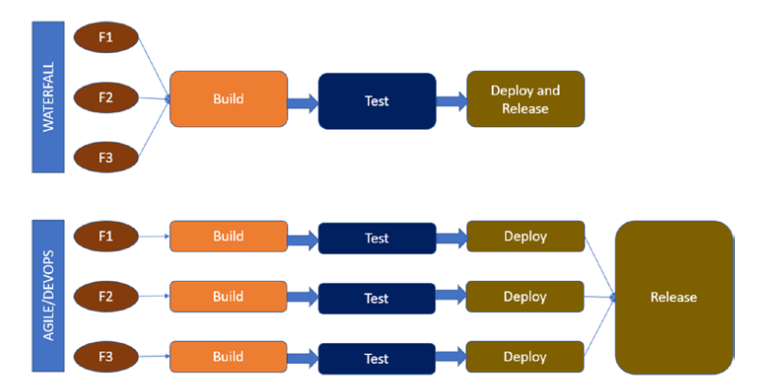 WATERFALL
F1
F2
F3
Build
Test
Deploy and
Release
AGILE/DEVOPS
F1
Build
Test
Deploy
F2
Build
Test
Deploy
F3
Build
Test
Deploy
Release